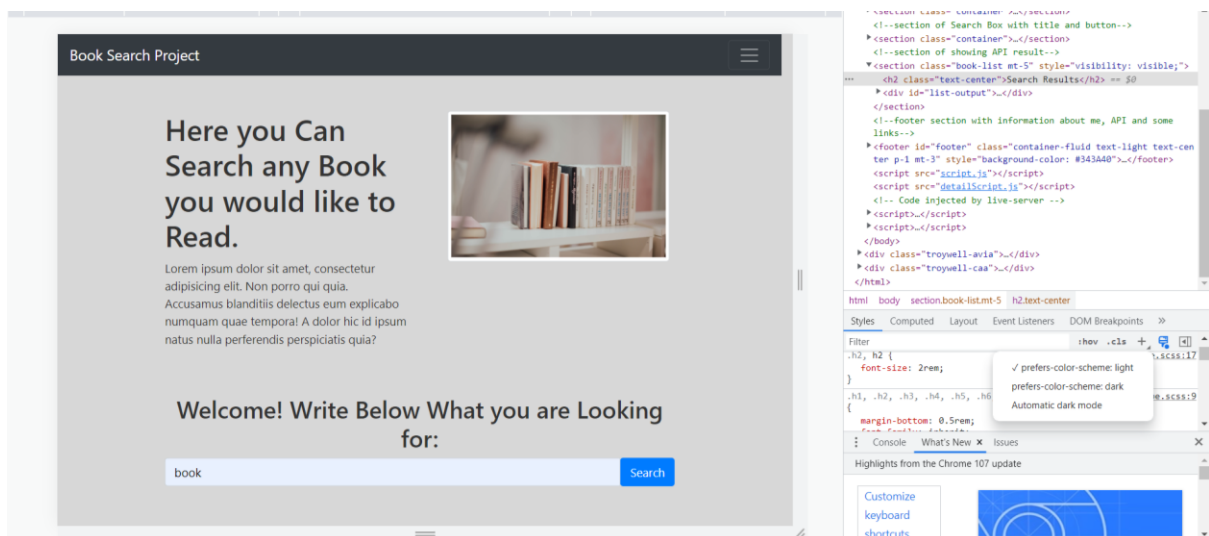 Book Search Project
Here you Can
Search any Book
you would like to
Read.
Lorem ipsum dolor sit amet, consectetur
adipisicing elit. Non porro qui quia.
Accusamus blanditiis delectus eum explicabo
numquam quae tempora! A dolor hic id ipsum
natus nulla perferendis perspiciatis quia?
Welcome! Write Below What you are Looking
for:
book
Search
<section class="container">…</section>
<!--section of Search Box with title and button-->
<section class="container">…</section>
<!--section of showing API result-->
<section class="book-list mt-5" style="visibility: visible;">
<h2 class="text-center">Search Results</h2> == $0
<div id="list-output">…</div>
</section>
<!--footer section with information about me, API and some
links-->
<footer id="footer" class="container-fluid text-light text-cen
ter p-1 mt-3" style="background-color: #343A40">…</footer>
<script src="script.js"></script>
<script src="detailScript.js"></script>
<!-- Code injected by live-server -->
<script>…</script>
<script>…</script>
</body>
<div class="troywell-avia">…</div>
<div class="troywell-caa">…</div>
</html>
html body section.book-list.mt-5 h2.text-center
Styles Computed Layout Event Listeners DOM Breakpoints »
Filter :hov .cls +
.h2, h2 { e.scss:17
font-size: 2rem;
}
.h1, .h2, .h3, .h4, .h5, .h6 pe.scss:9
{
margin-bottom: 0.5rem;
✓ prefers-color-scheme: light
prefers-color-scheme: dark
Automatic dark mode
Console What's New × Issues ×
Highlights from the Chrome 107 update
Customize
keyboard
shortcuts